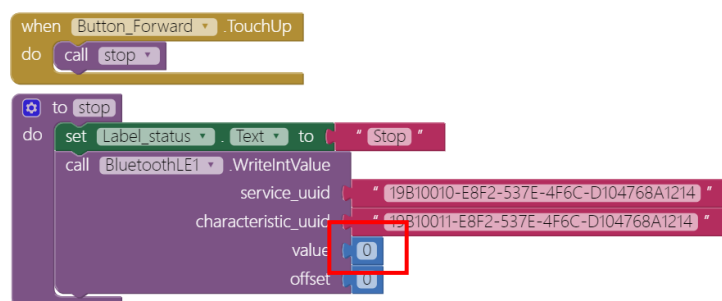 when Button_Forward .TouchUp
do call stop
to stop
do set Label_status . Text to " Stop "
call BluetoothLE1 .WriteIntValue
service_uuid " 19B10010-E8F2-537E-4F6C-D104768A1214 "
characteristic_uuid " 19B10011-E8F2-537E-4F6C-D104768A1214 "
value 0
offset 0